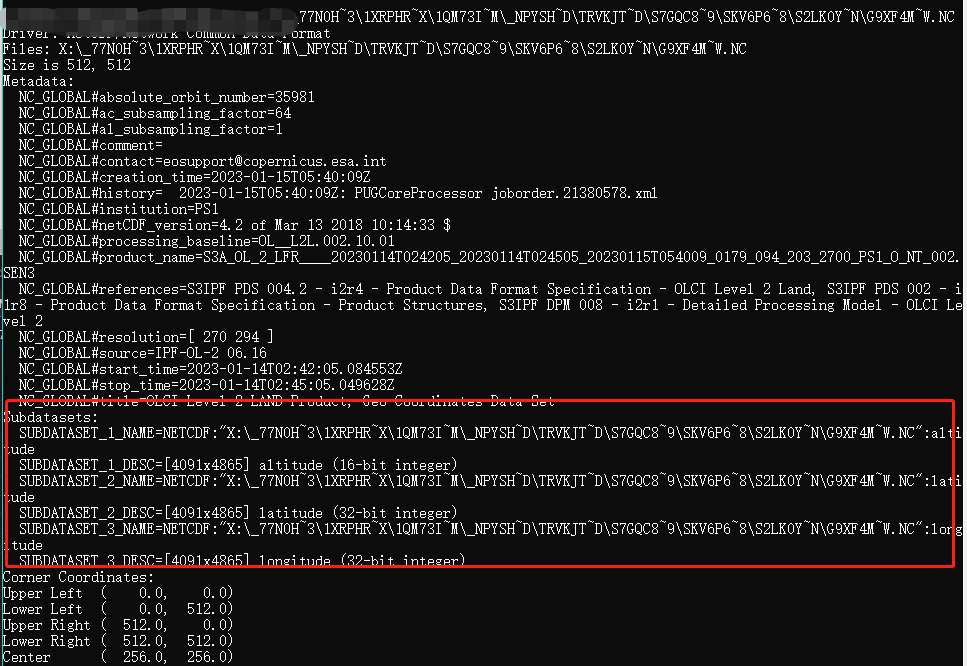 \_77N0H~3\1XRPHR~X\1QM73I~M\_NPYSH~D\TRVKJT~D\S7GQC8~9\SKV6P6~8\S2LK0Y~N\G9XF4M~W.NC
Driver: Network Common Data Format
Files: X:\_77N0H~3\1XRPHR~X\1QM73I~M\_NPYSH~D\TRVKJT~D\S7GQC8~9\SKV6P6~8\S2LK0Y~N\G9XF4M~W.NC
Size is 512, 512
Metadata:
NC_GLOBAL#absolute_orbit_number=35981
NC_GLOBAL#ac_subsampling_factor=64
NC_GLOBAL#al_subsampling_factor=1
NC_GLOBAL#comment=
NC_GLOBAL#contact=eosupport@copernicus.esa.int
NC_GLOBAL#creation_time=2023-01-15T05:40:09Z
NC_GLOBAL#history=  2023-01-15T05:40:09Z: PUGCoreProcessor joborder.21380578.xml
NC_GLOBAL#institution=PS1
NC_GLOBAL#netCDF_version=4.2 of Mar 13 2018 10:14:33 $
NC_GLOBAL#processing_baseline=OL__L2L.002.10.01
NC_GLOBAL#product_name=S3A_OL_2_LFR____20230114T024205_20230114T024505_20230115T054009_0179_094_203_2700_PS1_O_NT_002.
SEN3
NC_GLOBAL#references=S3IPF PDS 004.2 - i2r4 - Product Data Format Specification - OLCI Level 2 Land, S3IPF PDS 002 - i
1r8 - Product Data Format Specification - Product Structures, S3IPF DPM 008 - i2r1 - Detailed Processing Model - OLCI Le
vel 2
NC_GLOBAL#resolution=[ 270 294 ]
NC_GLOBAL#source=IPF-OL-2 06.16
NC_GLOBAL#start_time=2023-01-14T02:42:05.084553Z
NC_GLOBAL#stop_time=2023-01-14T02:45:05.049628Z
NC_GLOBAL#title=OLCI Level 2 LAND Product, Geo Coordinates Data Set
Subdatasets:
SUBDATASET_1_NAME=NETCDF:"X:\_77N0H~3\1XRPHR~X\1QM73I~M\_NPYSH~D\TRVKJT~D\S7GQC8~9\SKV6P6~8\S2LK0Y~N\G9XF4M~W.NC":alti
tude
SUBDATASET_1_DESC=[4091x4865] altitude (16-bit integer)
SUBDATASET_2_NAME=NETCDF:"X:\_77N0H~3\1XRPHR~X\1QM73I~M\_NPYSH~D\TRVKJT~D\S7GQC8~9\SKV6P6~8\S2LK0Y~N\G9XF4M~W.NC":lati
tude
SUBDATASET_2_DESC=[4091x4865] latitude (32-bit integer)
SUBDATASET_3_NAME=NETCDF:"X:\_77N0H~3\1XRPHR~X\1QM73I~M\_NPYSH~D\TRVKJT~D\S7GQC8~9\SKV6P6~8\S2LK0Y~N\G9XF4M~W.NC":long
itude
SUBDATASET_3_DESC=[4091x4865] longitude (32-bit integer)
Corner Coordinates:
Upper Left  (    0.0,    0.0)
Lower Left  (    0.0,  512.0)
Upper Right (  512.0,    0.0)
Lower Right (  512.0,  512.0)
Center      (  256.0,  256.0)